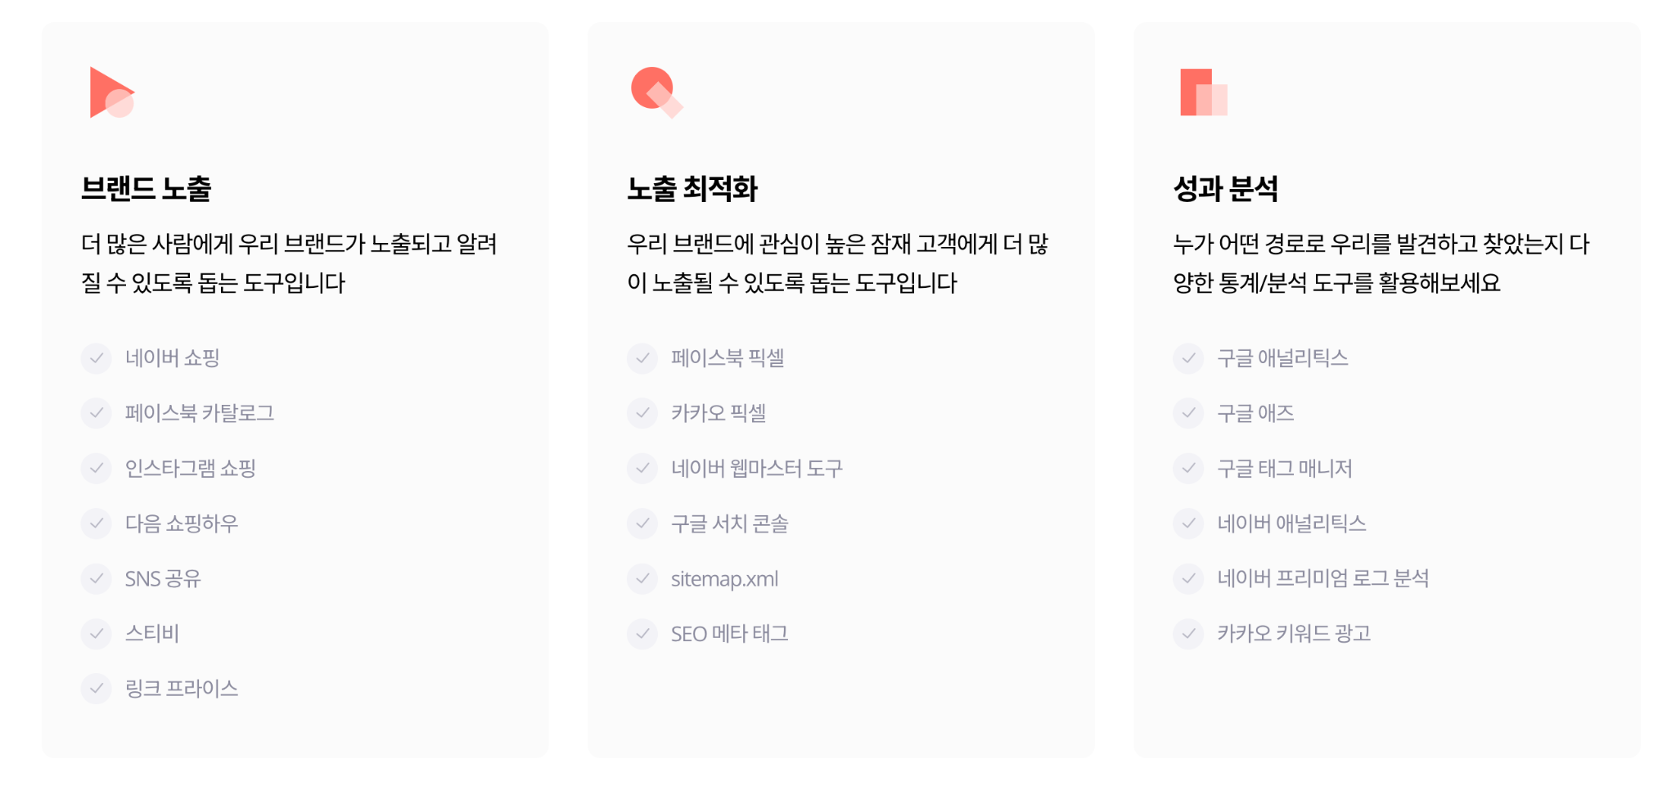 브랜드 노출
더 많은 사람에게 우리 브랜드가 노출되고 알려
질 수 있도록 돕는 도구입니다
네이버 쇼핑
페이스북 카탈로그
인스타그램 쇼핑
다음 쇼핑하우
SNS 공유
스티비
링크 프라이스
노출 최적화
우리 브랜드에 관심이 높은 잠재 고객에게 더 많
이 노출될 수 있도록 돕는 도구입니다
페이스북 픽셀
카카오 픽셀
네이버 웹마스터 도구
구글 서치 콘솔
sitemap.xml
SEO 메타 태그
성과 분석
누가 어떤 경로로 우리를 발견하고 찾았는지 다
양한 통계/분석 도구를 활용해보세요
구글 애널리틱스
구글 애즈
구글 태그 매니저
네이버 애널리틱스
네이버 프리미엄 로그 분석
카카오 키워드 광고